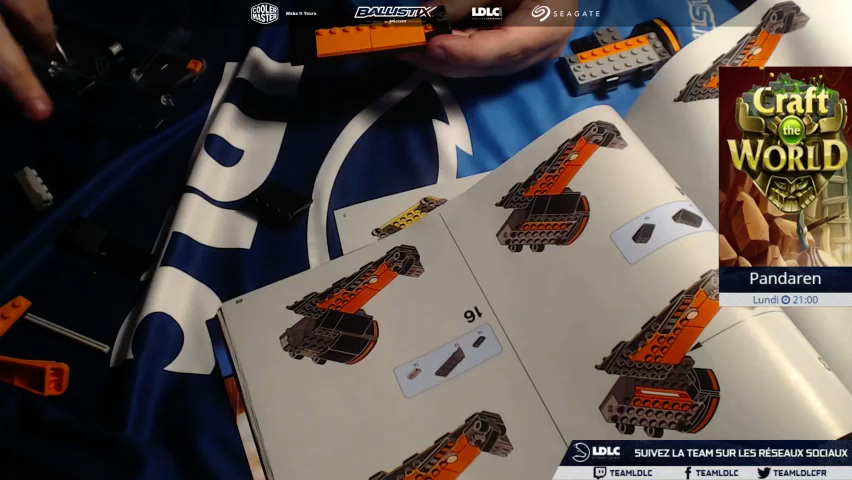 COOLER MASTER
Make It Yours.
BALLISTIX
LDLC
SEAGATE
LDLC
Craft
the
WORLD
Pandaren
Lundi 21:00
16
LDLC
SUIVEZ LA TEAM SUR LES RÉSEAUX SOCIAUX
TEAMLDLC
TEAMLDLC
TEAMLDLCFR